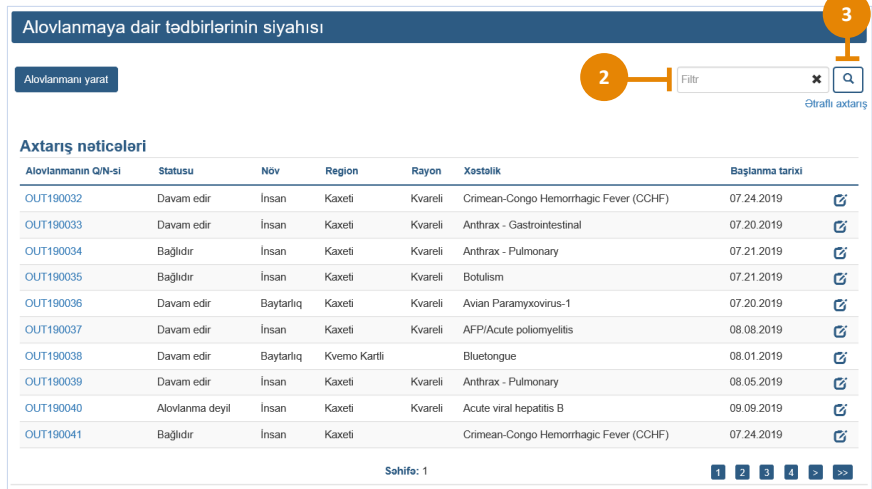 Alovlanmaya dair tədbirlərinin siyahısı
3
Alovlanmanı yarat
2
Filtr
Ətraflı axtarış
Axtarış nəticələri
Alovlanmanın Q/N-si Statusu Növ Region Rayon Xəstəlik Başlanma tarixi
OUT190032 Davam edir İnsan Kaxeti Kvareli Crimean-Congo Hemorrhagic Fever (CCHF) 07.24.2019
OUT190033 Davam edir İnsan Kaxeti Kvareli Anthrax - Gastrointestinal 07.20.2019
OUT190034 Bağlıdır İnsan Kaxeti Kvareli Anthrax - Pulmonary 07.21.2019
OUT190035 Bağlıdır İnsan Kaxeti Kvareli Botulism 07.21.2019
OUT190036 Davam edir Baytarlıq Kaxeti Kvareli Avian Paramyxovirus-1 07.20.2019
OUT190037 Davam edir İnsan Kaxeti Kvareli AFP/Acute poliomyelitis 08.08.2019
OUT190038 Davam edir Baytarlıq Kvemo Kartli Bluetongue 08.01.2019
OUT190039 Davam edir İnsan Kaxeti Kvareli Anthrax - Pulmonary 08.05.2019
OUT190040 Alovlanma deyil İnsan Kaxeti Kvareli Acute viral hepatitis B 09.09.2019
OUT190041 Bağlıdır İnsan Kaxeti Crimean-Congo Hemorrhagic Fever (CCHF) 07.24.2019
Səhifə: 1 1 2 3 4 > >>